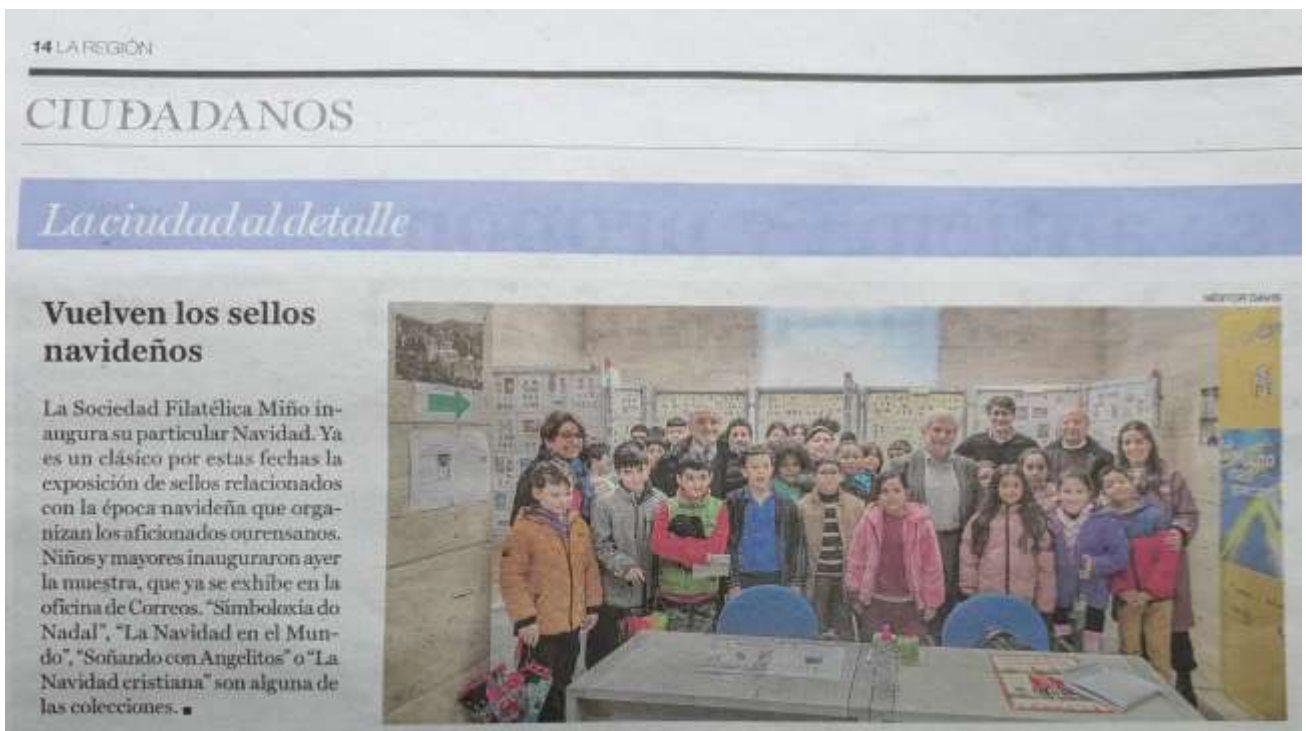 14 LA REGIÓN
CIUDADANOS
La ciudad al detalle
Vuelven los sellos
navideños
NÉSTOR DAVIS
La Sociedad Filatélica Miño in-
augura su particular Navidad. Ya
es un clásico por estas fechas la
exposición de sellos relacionados
con la época navideña que orga-
nizan los aficionados ourensanos.
Niños y mayores inauguraron ayer
la muestra, que ya se exhibe en la
oficina de Correos. “Simboloxia do
Nadal”, “La Navidad en el Mun-
do”, “Soñando con Angelitos” o “La
Navidad cristiana” son alguna de
las colecciones.